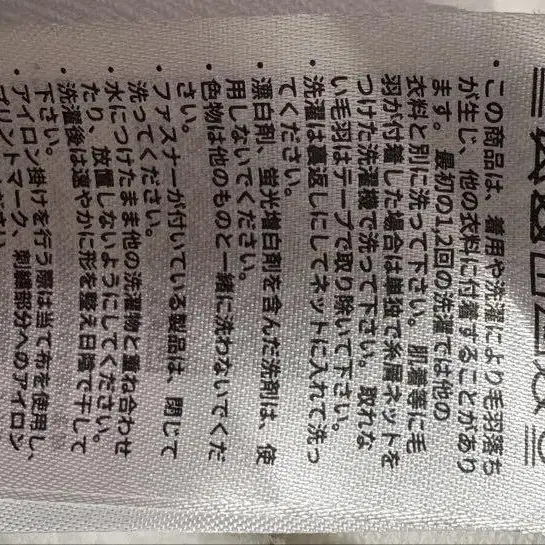 ・この商品は、着用や洗濯により毛羽落ち
が生じ、他の衣料に付着することがあり
ます。最初の1,2回の洗濯では他の
衣料と別に洗って下さい。肌着等に毛
羽が付着した場合は単独で糸屑ネットを
つけた洗濯機で洗って下さい。取れな
い毛羽はテープで取り除いて下さい。
・洗濯は裏返しにしてネットに入れて洗っ
てください。
・漂白剤、蛍光増白剤を含んだ洗剤は、使
用しないでください。
・色物は他のものと一緒に洗わないでくだ
さい。
・ファスナーが付いている製品は、閉じて
洗ってください。
・水につけたまま他の洗濯物と重ね合わせ
たり、放置しないようにしてください。
・洗濯後は速やかに形を整え日陰で干して
下さい。
・アイロン掛けを行う際は当て布を使用し、
プリントマーク、刺繍部分へのアイロン